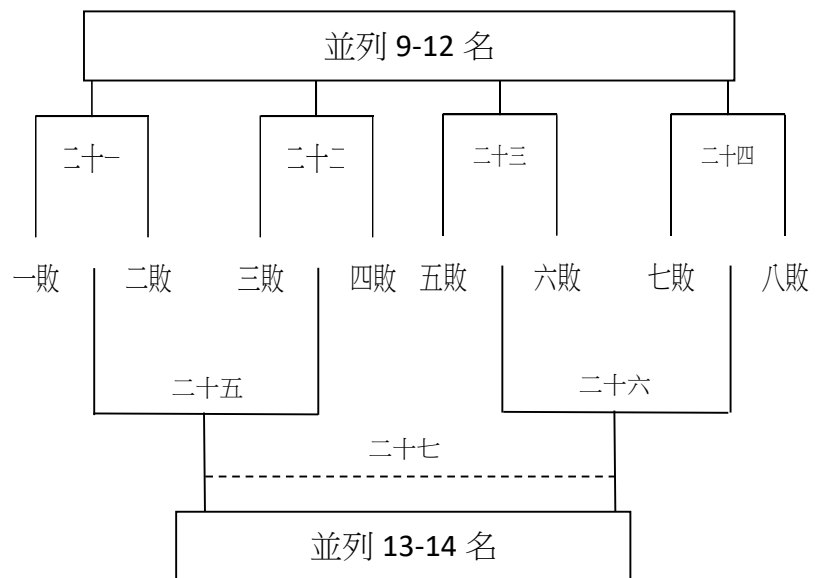 並列 9-12 名
二十一 二十二 二十三 二十四
一敗 二敗 三敗 四敗 五敗 六敗 七敗 八敗
二十五 二十六
二十七
並列 13-14 名